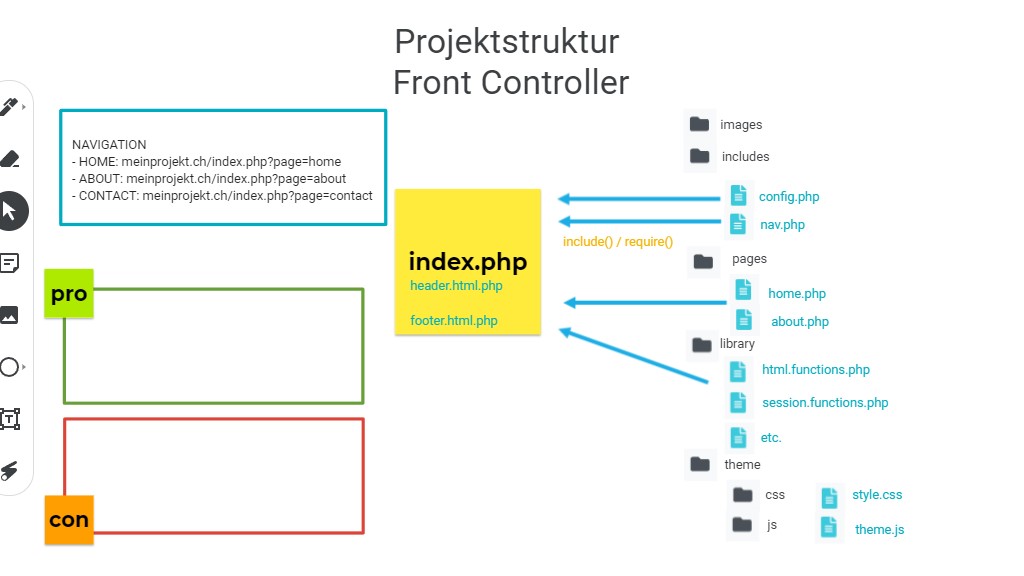 Projektstruktur
Front Controller
NAVIGATION
- HOME: meinprojekt.ch/index.php?page=home
- ABOUT: meinprojekt.ch/index.php?page=about
- CONTACT: meinprojekt.ch/index.php?page=contact
pro
con
index.php
header.html.php
footer.html.php
include() / require()
images
includes
config.php
nav.php
pages
home.php
about.php
library
html.functions.php
session.functions.php
etc.
theme
css
style.css
js
theme.js